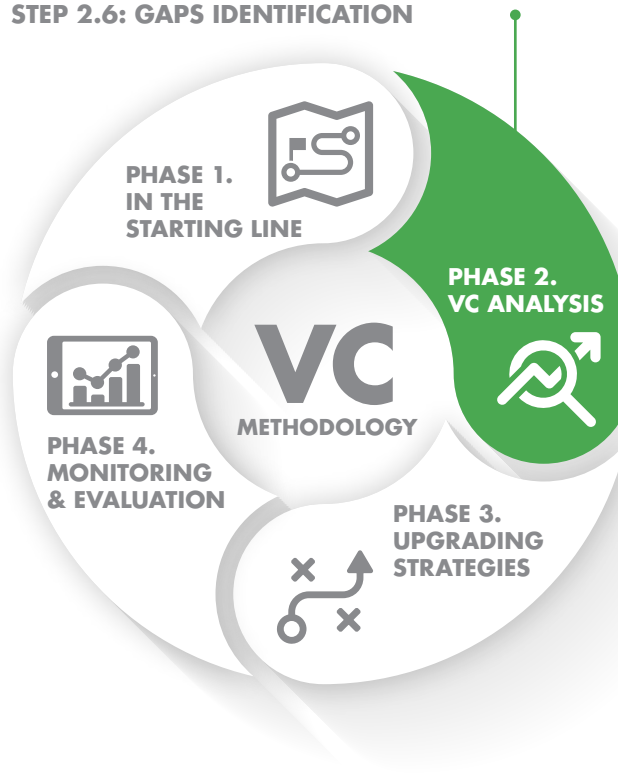 STEP 2.6: GAPS IDENTIFICATION
PHASE 1.
IN THE
STARTING LINE
PHASE 2.
VC ANALYSIS
VC
METHODOLOGY
PHASE 4.
MONITORING
& EVALUATION
PHASE 3.
UPGRADING
STRATEGIES